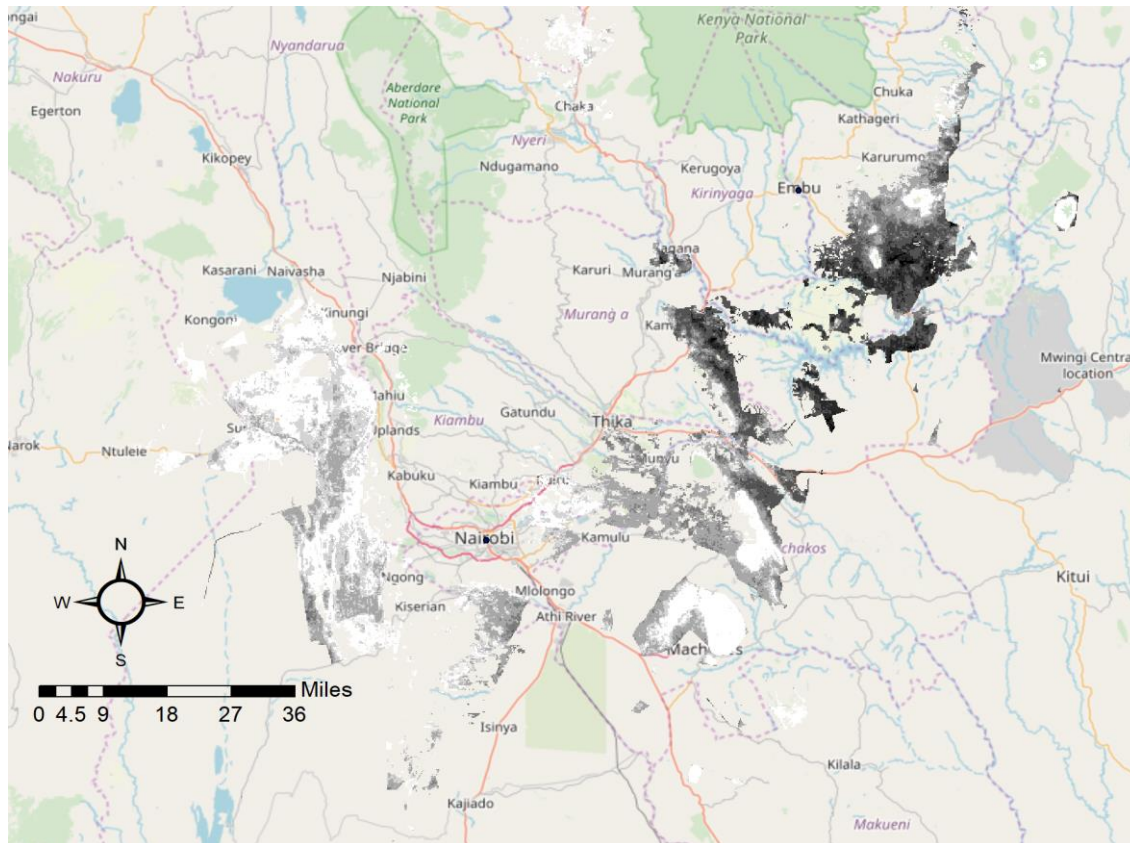 Kenya National
Park
Nyandarua
Nakuru
Aberdare
National
Park
Egerton
Chaka
Chuka
Kathageri
Kikopey
Nyeri
Ndugamano
Kerugoya
Karurumo
Kirinyaga
Embu
Kasarani
Naivasha
Njabini
Karuri
Murang'a
Kongoni
Murang a
Mwingi Central
location
Kiambu
Gatundu
Thika
Uplands
Ntuleie
Munyu
Kabuku
Kiambu
Nairobi
Kamulu
Kitui
N
W
E
S
Ngong
Kiserian
Mlolongo
Athi River
Miles
0 4.5 9 18 27 36
Isinya
Kilala
Kajiado
Makueni